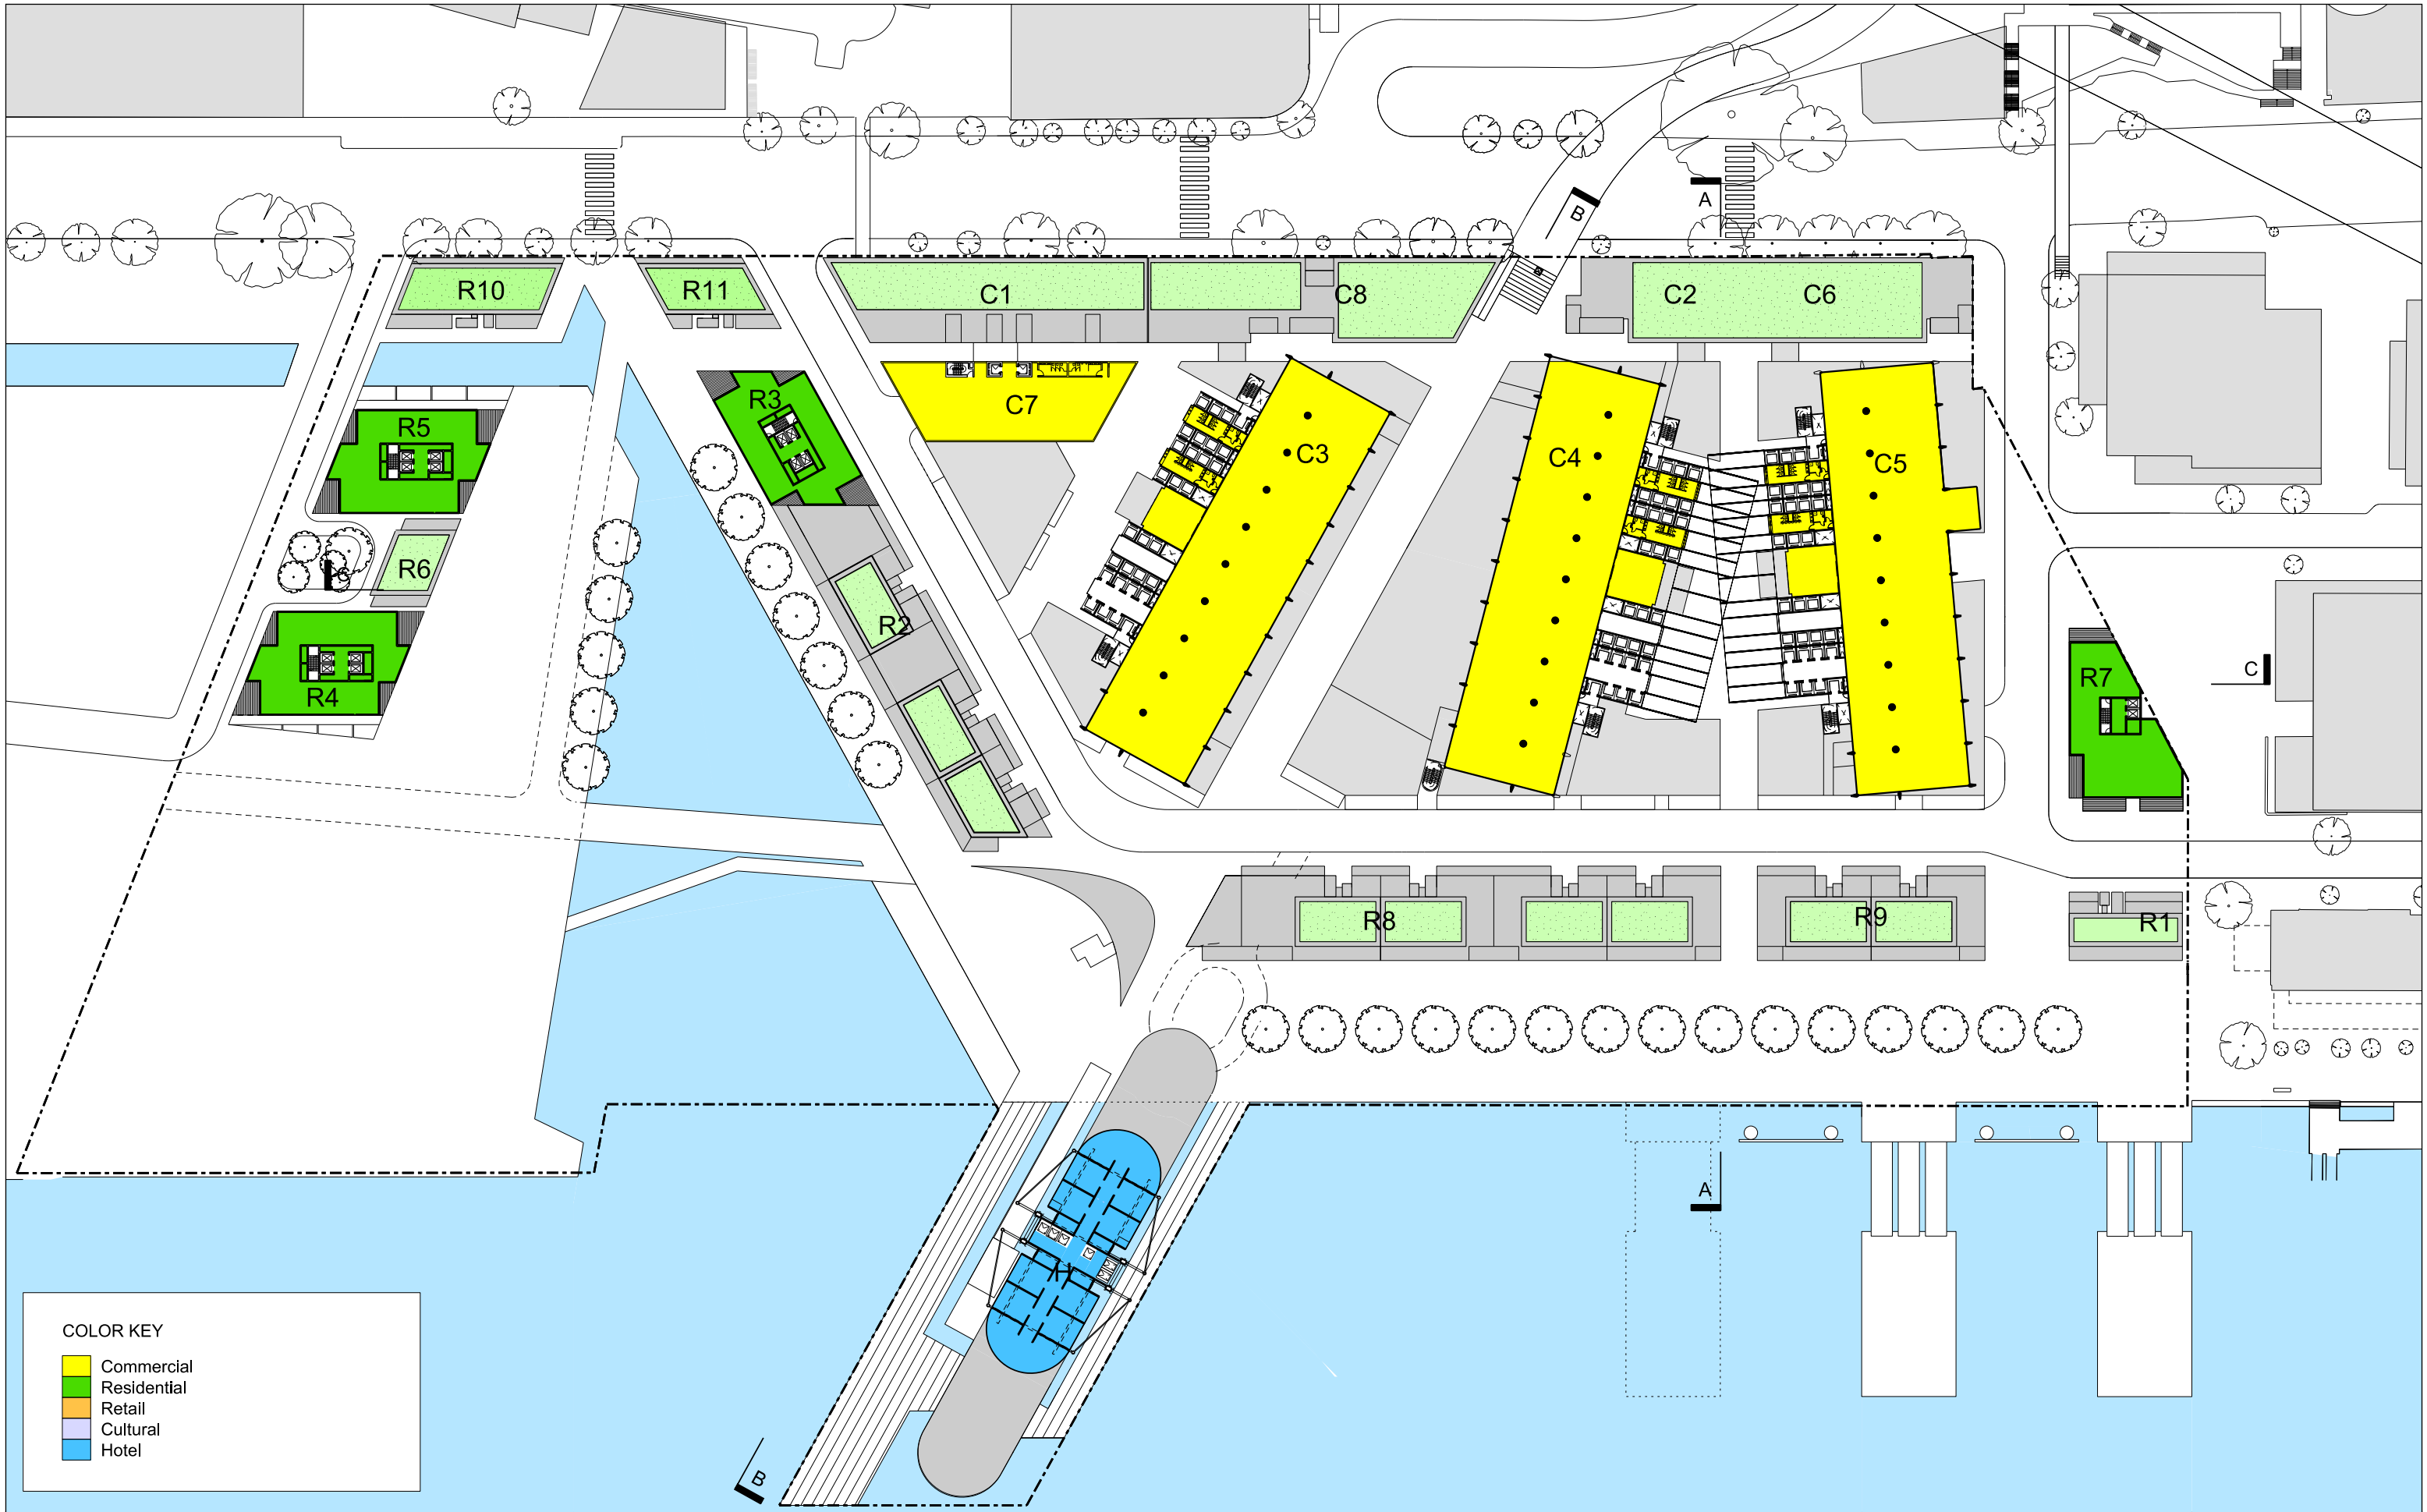 A
B
R10
R11
C1
C8
C2
C6
R3
C7
R5
C3
C4
C5
R6
C
R2
R4
R7
C
R8
R9
R1
A
H
COLOR KEY
Commercial
Residential
Retail
Cultural
Hotel
B